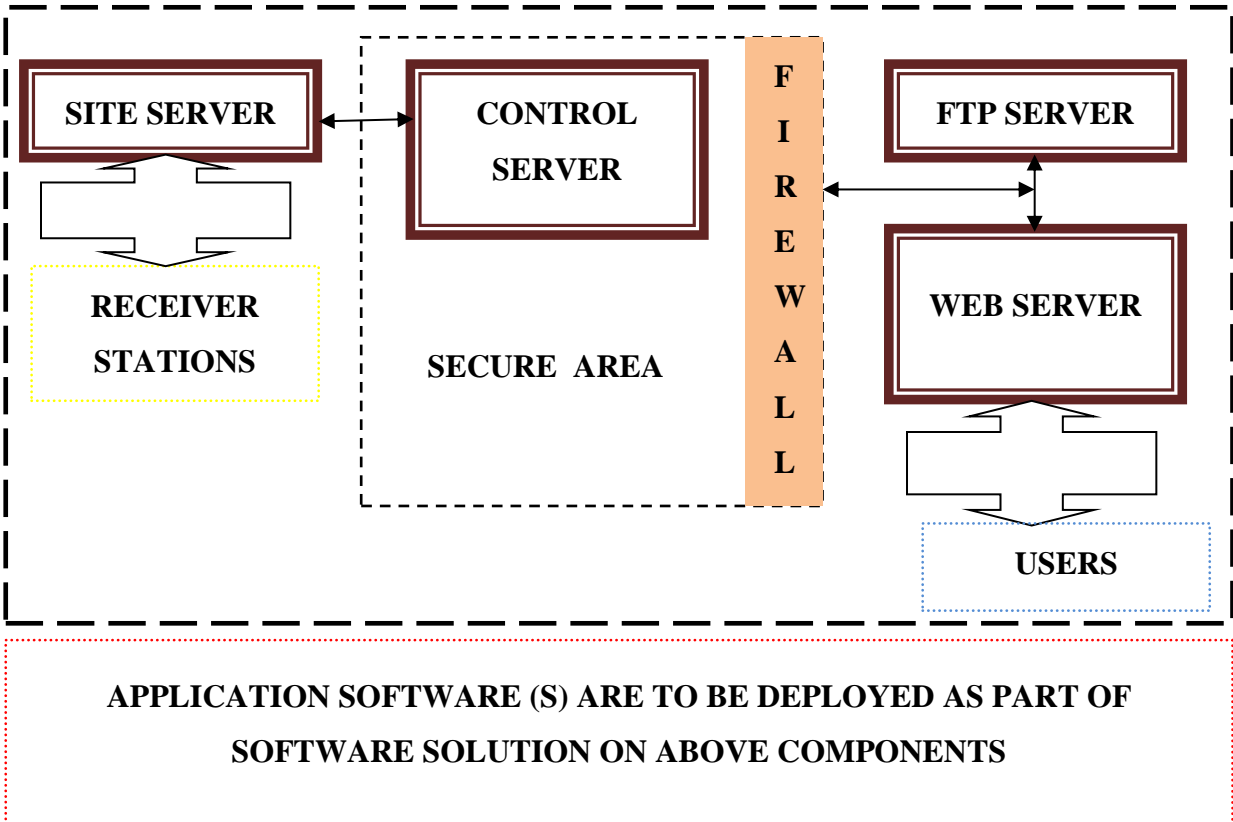 SITE SERVER
CONTROL
SERVER
F
I
R
E
W
A
L
L
FTP SERVER
WEB SERVER
RECEIVER
STATIONS
SECURE AREA
USERS
APPLICATION SOFTWARE (S) ARE TO BE DEPLOYED AS PART OF
SOFTWARE SOLUTION ON ABOVE COMPONENTS